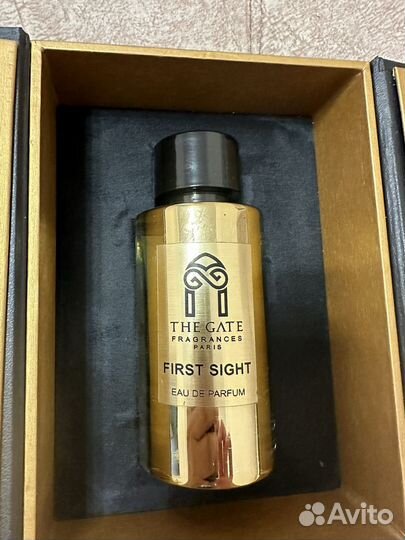 THE GATE
FRAGRANCES
PARIS
FIRST SIGHT
EAU DE PARFUM
Avito